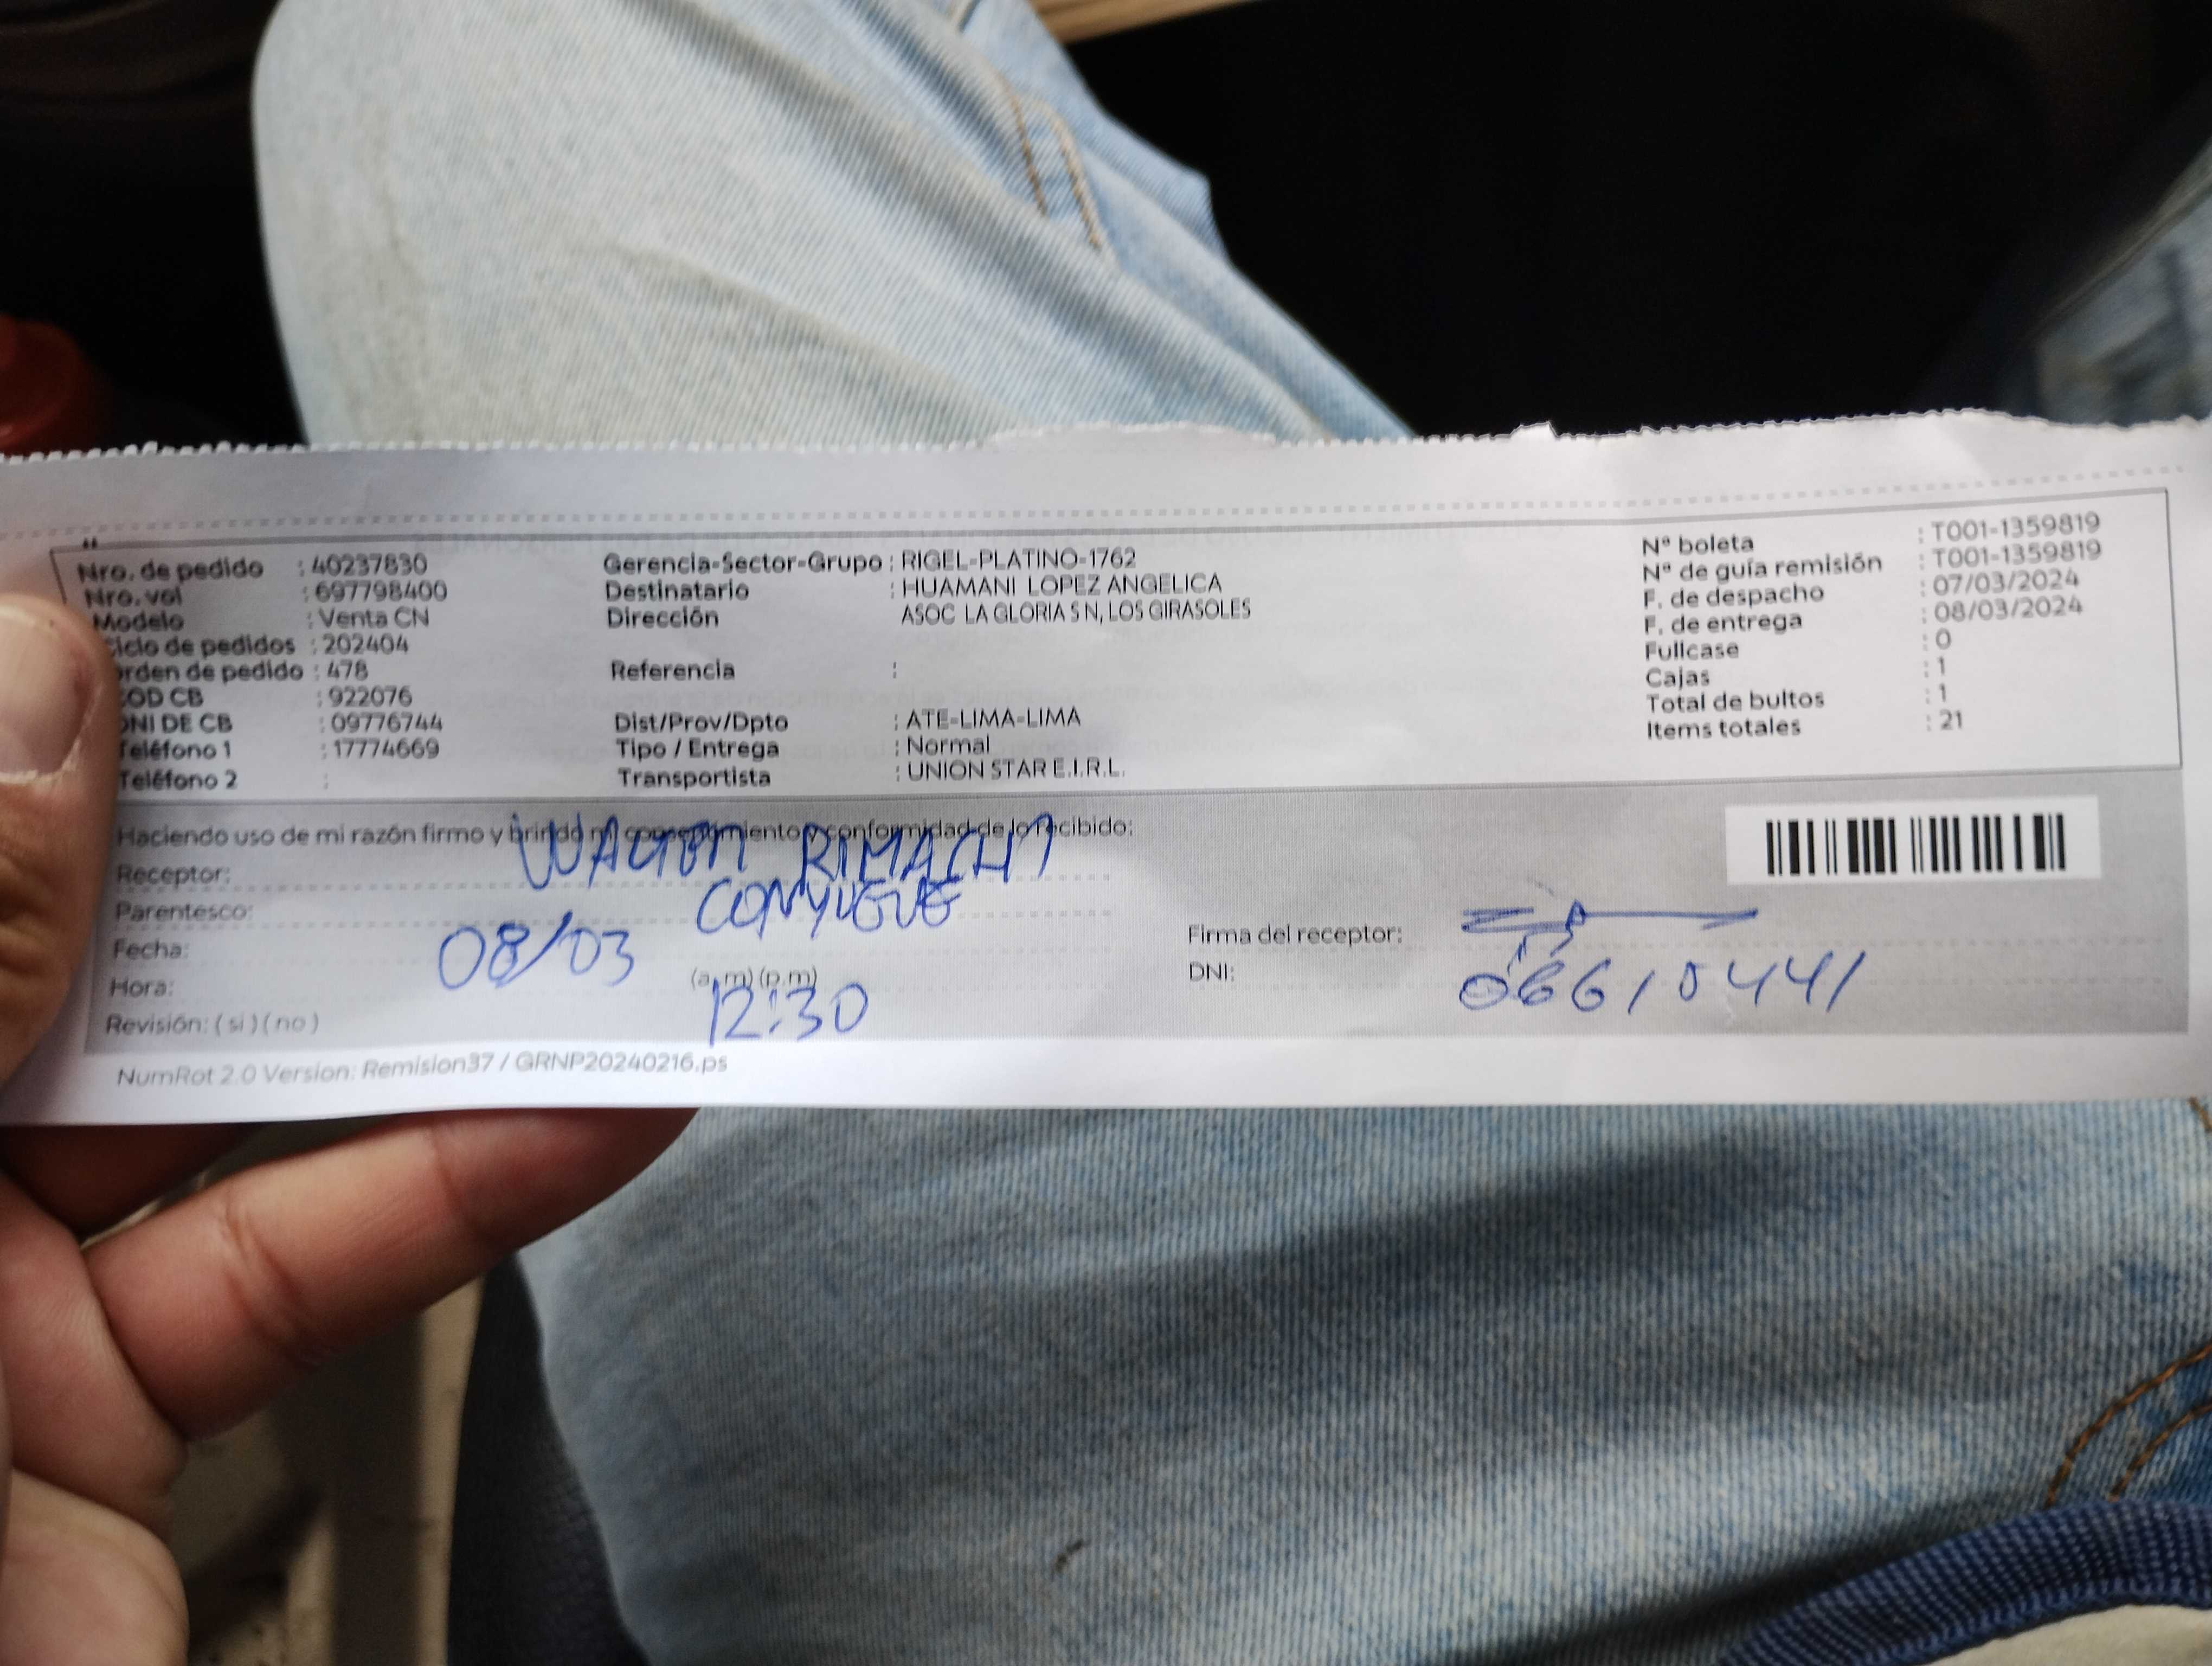 Nro. de pedido : 40237830
Nro. vol : 697798400
Modelo : Venta CN
Ciclo de pedidos : 202404
orden de pedido : 478
COD CB : 922076
DNI DE CB : 09776744
Teléfono 1 : 17774669
Teléfono 2 :
Gerencia-Sector-Grupo : RIGEL-PLATINO-1762
Destinatario : HUAMANI LOPEZ ANGELICA
Dirección ASOC LA GLORIA S N, LOS GIRASOLES
Referencia :
Dist/Prov/Dpto : ATE-LIMA-LIMA
Tipo / Entrega : Normal
Transportista : UNION STAR E.I.R.L.
Nº boleta : T001-1359819
Nº de guía remisión : T001-1359819
F. de despacho : 07/03/2024
F. de entrega : 08/03/2024
Fullcase : 0
Cajas : 1
Total de bultos : 1
Items totales : 21
Haciendo uso de mi razón firmo y brindo mi consentimiento y conformidad de lo recibido:
Receptor: RIMACHI
Parentesco: CONYUGUE
Fecha: 08/03
Hora: (a.m) (p.m) 12:30
Revisión: ( si ) ( no )
Firma del receptor:
DNI: 06610441
NumRot 2.0 Version: Remision37 / GRNP20240216.ps